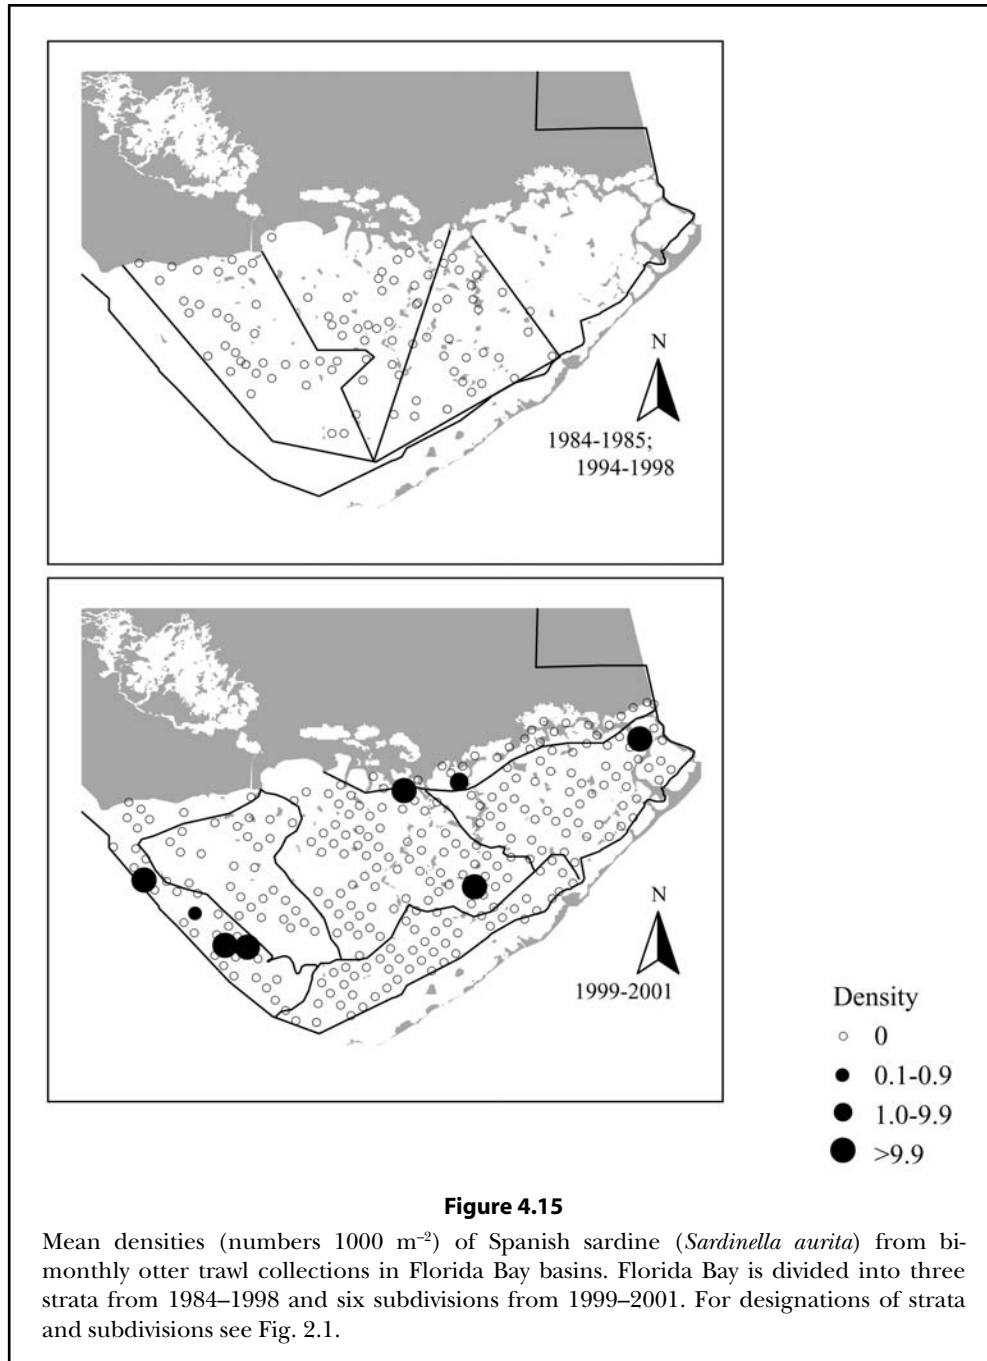 N
1984-1985;
1994-1998
N
1999-2001
Density
0
0.1-0.9
1.0-9.9
>9.9
Figure 4.15
Mean densities (numbers 1000 m⁻²) of Spanish sardine (Sardinella aurita) from bi-
monthly otter trawl collections in Florida Bay basins. Florida Bay is divided into three
strata from 1984–1998 and six subdivisions from 1999–2001. For designations of strata
and subdivisions see Fig. 2.1.